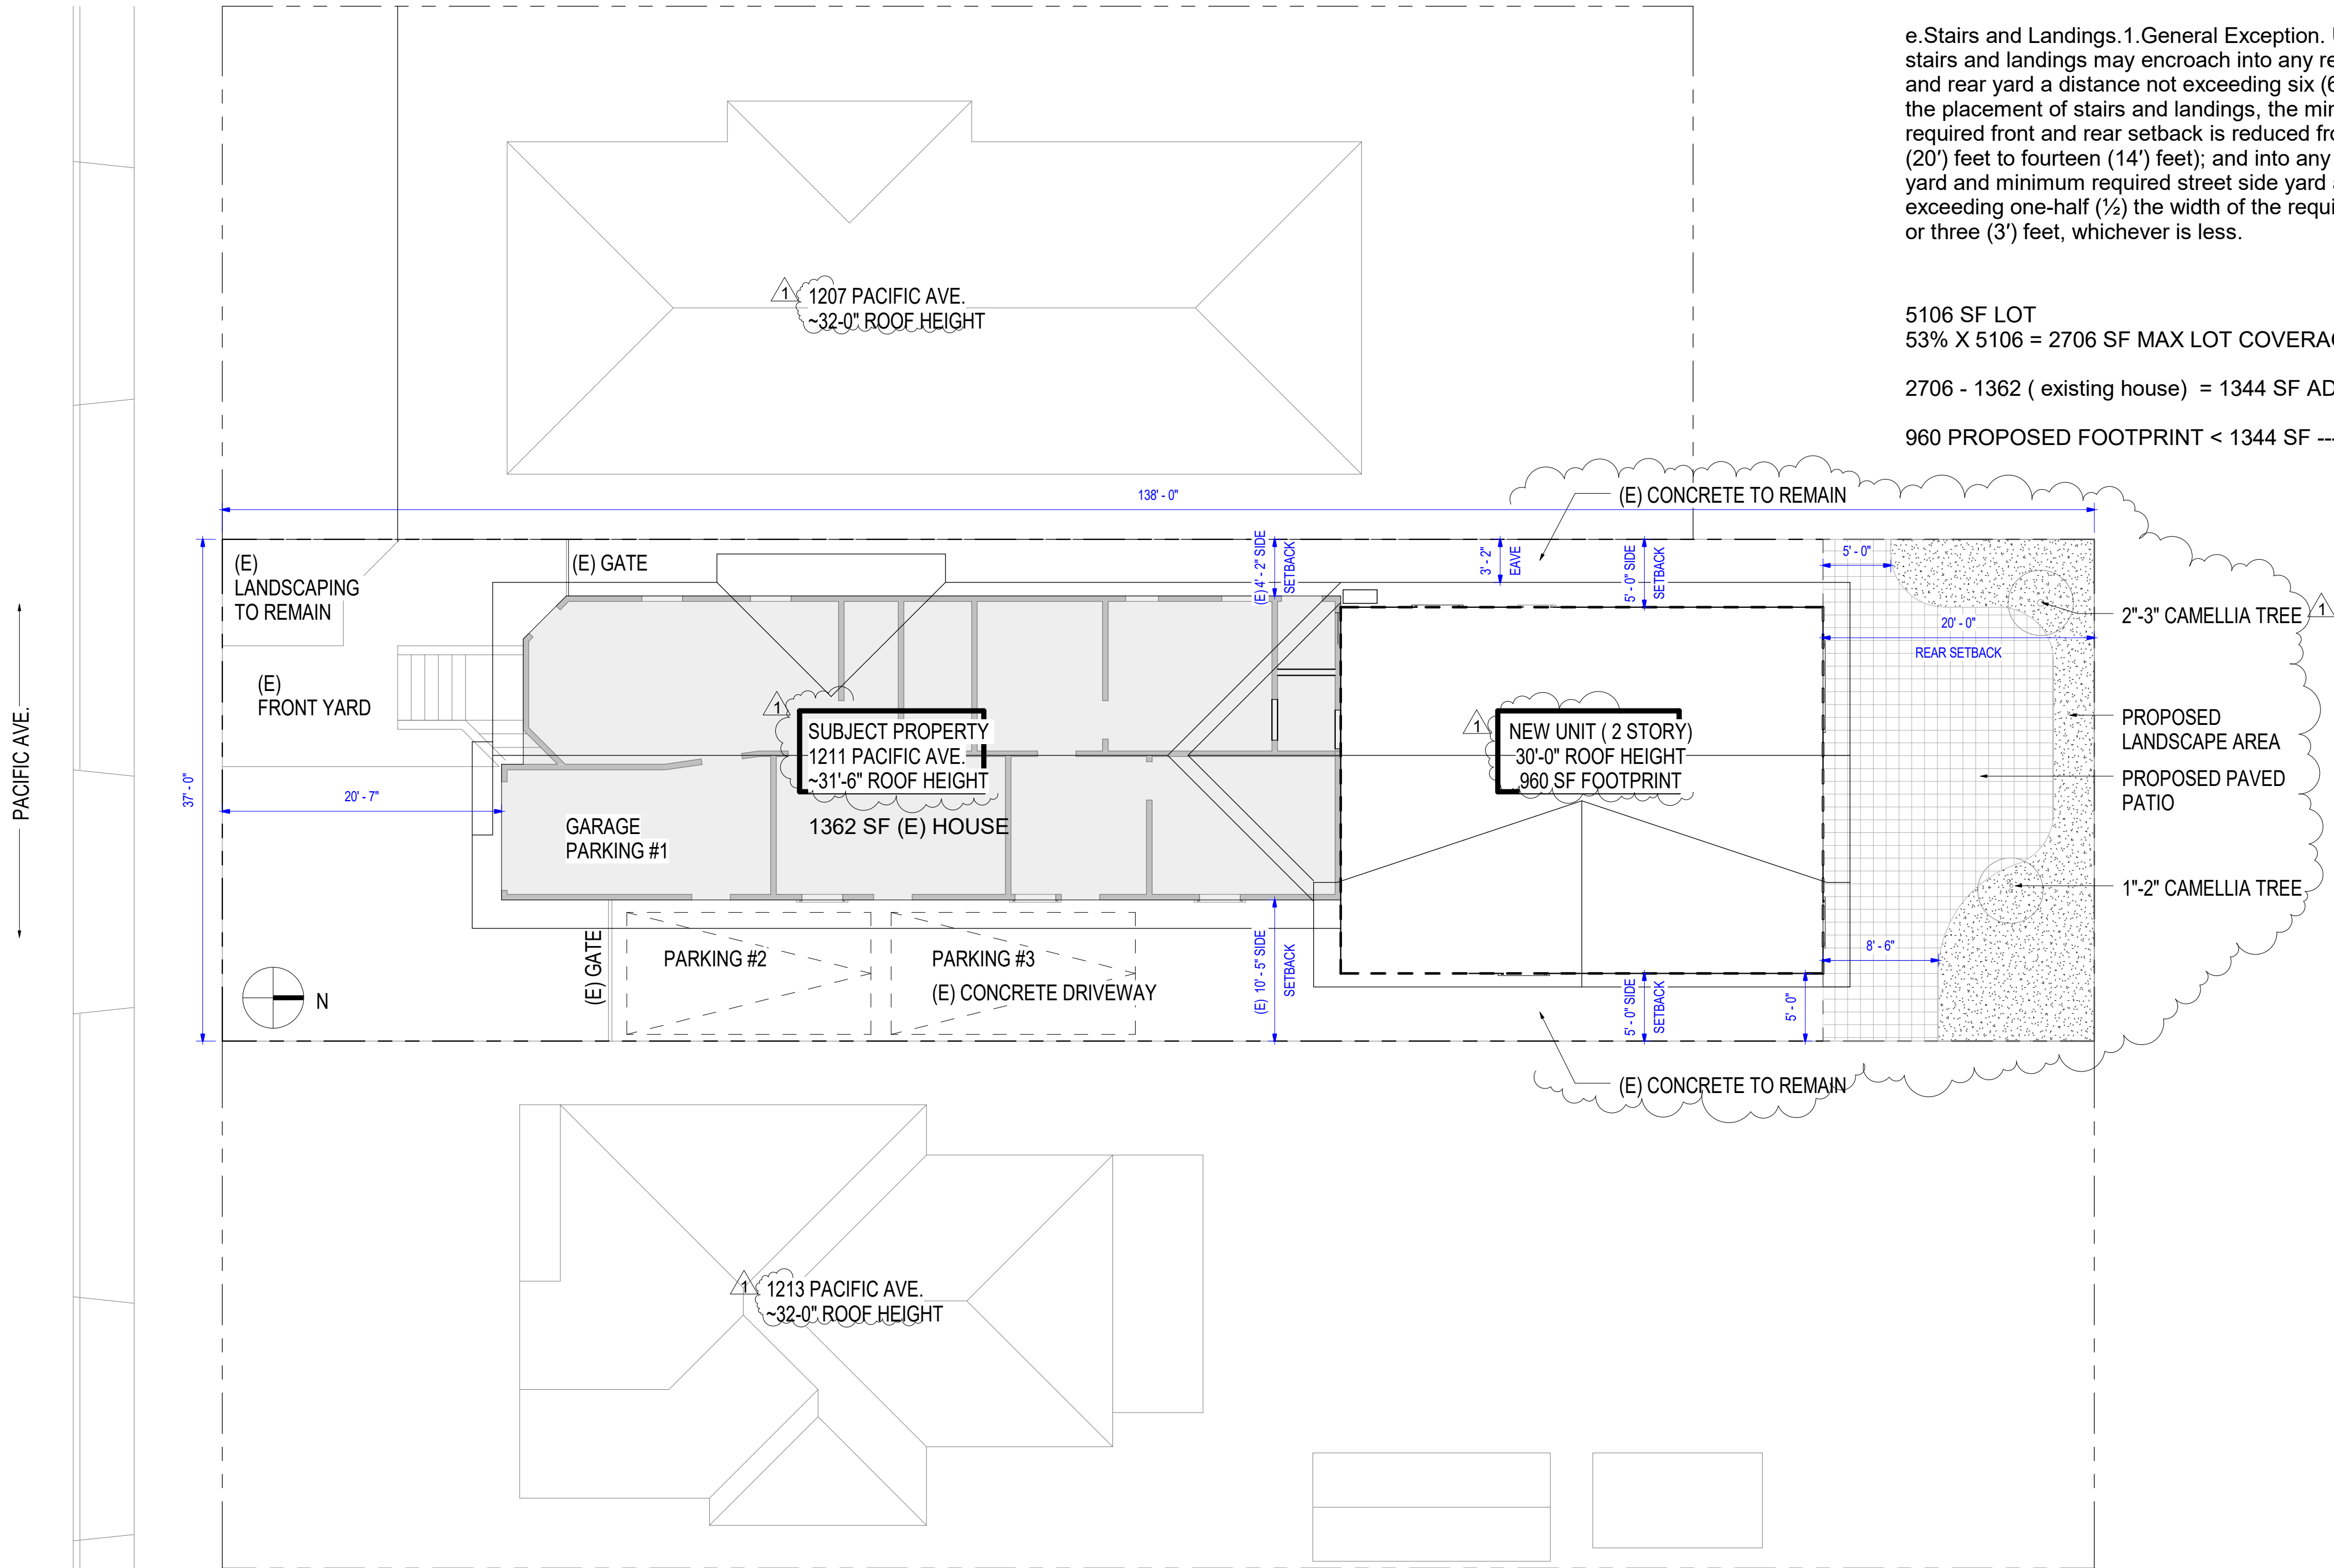 e.Stairs and Landings.1.General Exception.
stairs and landings may encroach into any
and rear yard a distance not exceeding six
the placement of stairs and landings, the
required front and rear setback is reduced
(20′) feet to fourteen (14′) feet); and into any
yard and minimum required street side yard
exceeding one-half (½) the width of the
or three (3′) feet, whichever is less.
5106 SF LOT
53% X 5106 = 2706 SF MAX LOT
2706 - 1362 ( existing house) = 1344 SF
960 PROPOSED FOOTPRINT < 1344 SF --
1
1207 PACIFIC AVE.
~32-0" ROOF HEIGHT
138' - 0"
(E) CONCRETE TO REMAIN
(E)
LANDSCAPING
TO REMAIN
(E) GATE
(E) 4' - 2" SIDE
SETBACK
3' - 2"
EAVE
5' - 0" SIDE
SETBACK
5' - 0"
2"-3" CAMELLIA TREE
1
20' - 0"
REAR SETBACK
(E)
FRONT YARD
1
SUBJECT PROPERTY
1211 PACIFIC AVE.
~31'-6" ROOF HEIGHT
1362 SF (E) HOUSE
1
NEW UNIT ( 2 STORY)
30'-0" ROOF HEIGHT
960 SF FOOTPRINT
PROPOSED
LANDSCAPE AREA
PROPOSED PAVED
PATIO
PACIFIC AVE.
37' - 0"
20' - 7"
GARAGE
PARKING #1
1"-2" CAMELLIA TREE
8' - 6"
(E) GATE
PARKING #2
PARKING #3
(E) CONCRETE DRIVEWAY
(E) 10' - 5" SIDE
SETBACK
5' - 0" SIDE
SETBACK
5' - 0"
N
(E) CONCRETE TO REMAIN
1
1213 PACIFIC AVE.
~32-0" ROOF HEIGHT